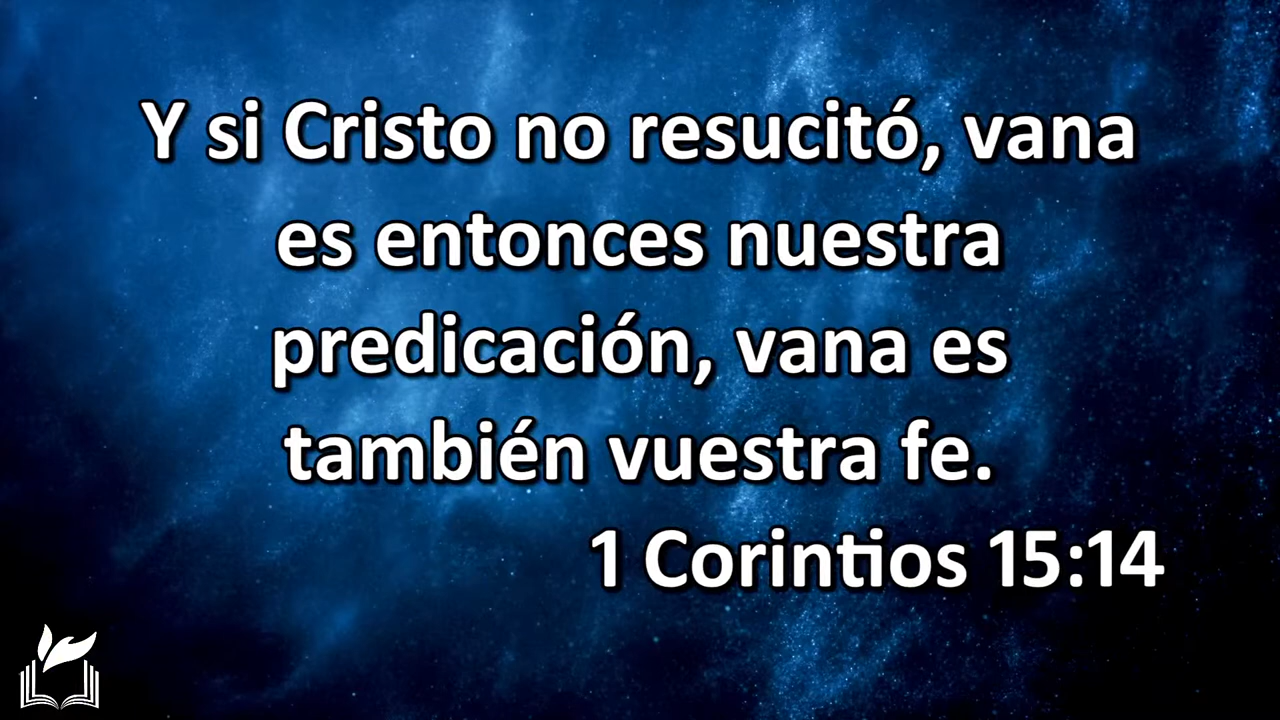 Y si Cristo no resucitó, vana
es entonces nuestra
predicación, vana es
también vuestra fe.
1 Corintios 15:14